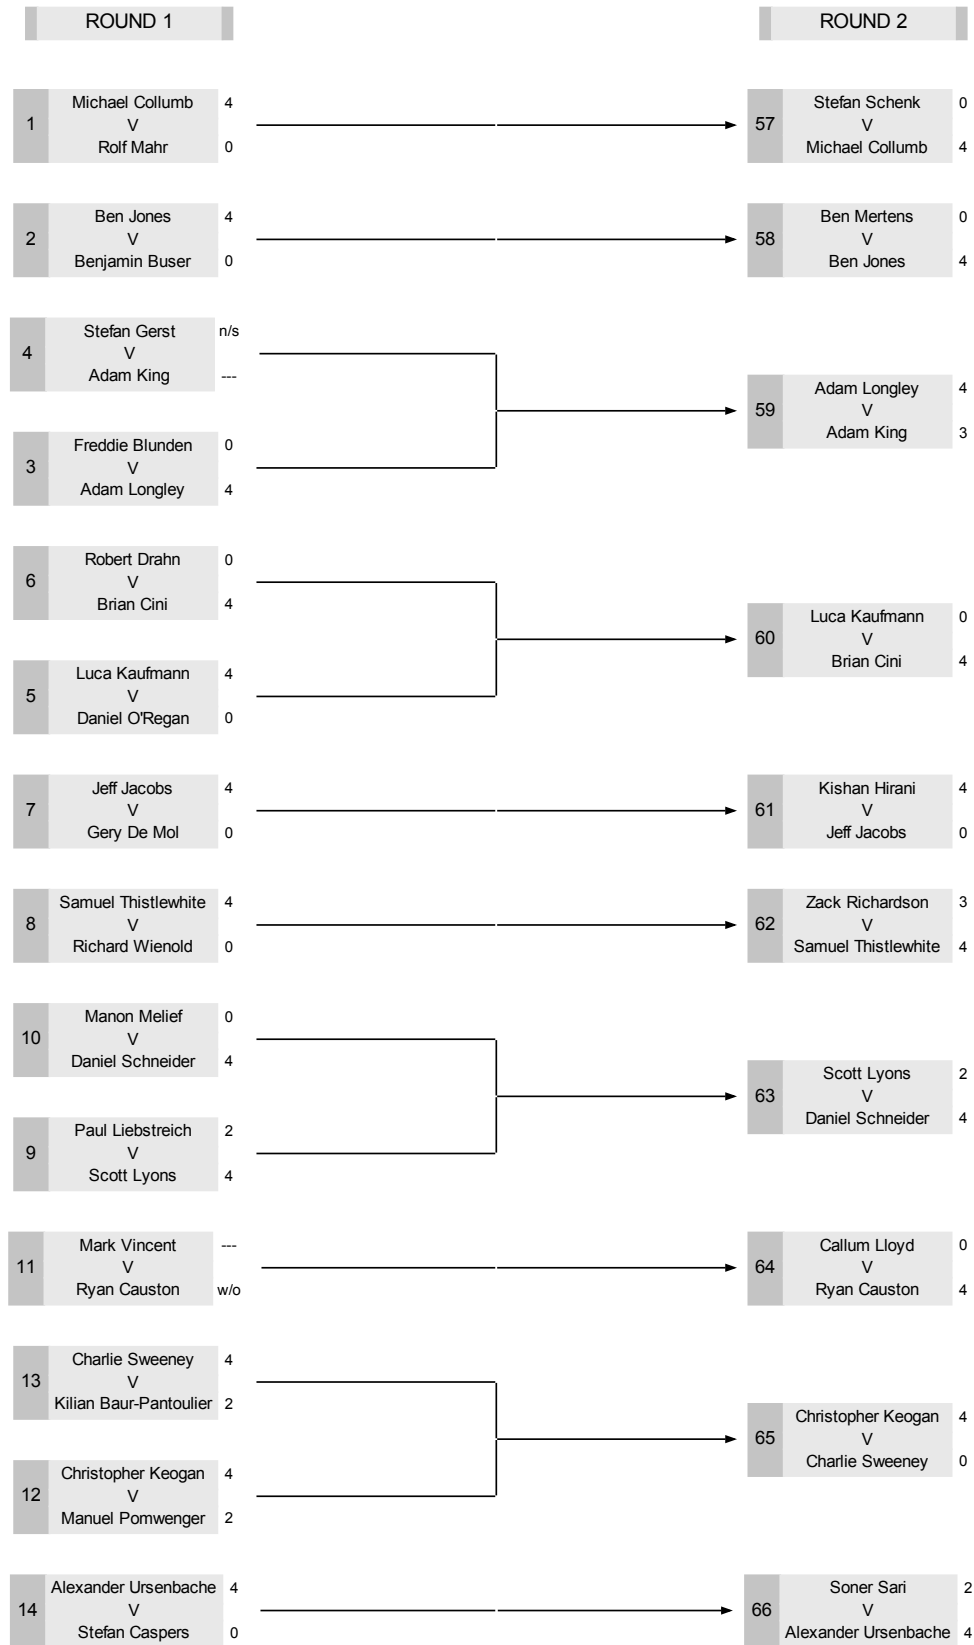 ROUND 1
ROUND 2
1
Michael Collumb 4
V
Rolf Mahr 0
57
Stefan Schenk 0
V
Michael Collumb 4
2
Ben Jones 4
V
Benjamin Buser 0
58
Ben Mertens 0
V
Ben Jones 4
4
Stefan Gerst n/s
V
Adam King ---
3
Freddie Blunden 0
V
Adam Longley 4
59
Adam Longley 4
V
Adam King 3
6
Robert Drahn 0
V
Brian Cini 4
5
Luca Kaufmann 4
V
Daniel O'Regan 0
60
Luca Kaufmann 0
V
Brian Cini 4
7
Jeff Jacobs 4
V
Gery De Mol 0
61
Kishan Hirani 4
V
Jeff Jacobs 0
8
Samuel Thistlewhite 4
V
Richard Wienold 0
62
Zack Richardson 3
V
Samuel Thistlewhite 4
10
Manon Melief 0
V
Daniel Schneider 4
9
Paul Liebstreich 2
V
Scott Lyons 4
63
Scott Lyons 2
V
Daniel Schneider 4
11
Mark Vincent ---
V
Ryan Causton w/o
64
Callum Lloyd 0
V
Ryan Causton 4
13
Charlie Sweeney 4
V
Kilian Baur-Pantoulier 2
12
Christopher Keogan 4
V
Manuel Pomwenger 2
65
Christopher Keogan 4
V
Charlie Sweeney 0
14
Alexander Ursenbache 4
V
Stefan Caspers 0
66
Soner Sari 2
V
Alexander Ursenbache 4